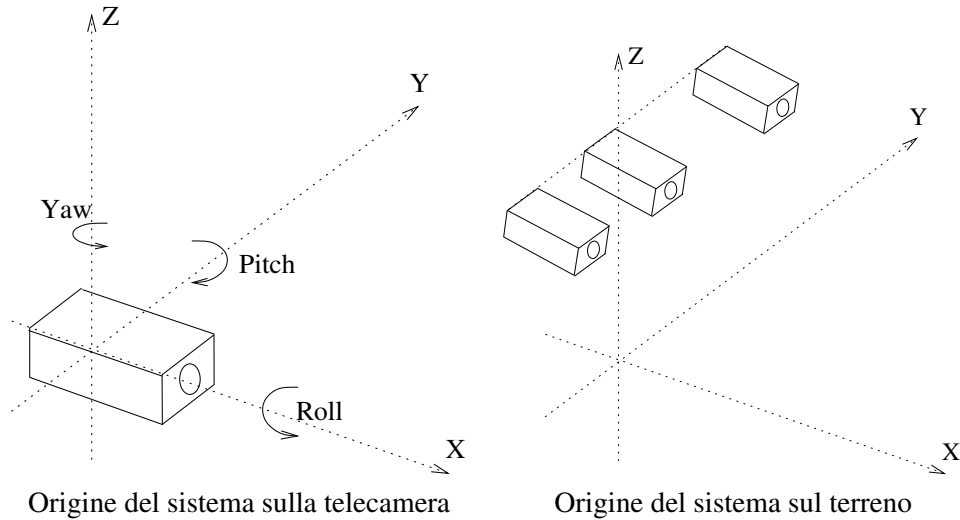 Z
Y
Yaw
Pitch
Roll
X
Origine del sistema sulla telecamera
Z
Y
X
Origine del sistema sul terreno